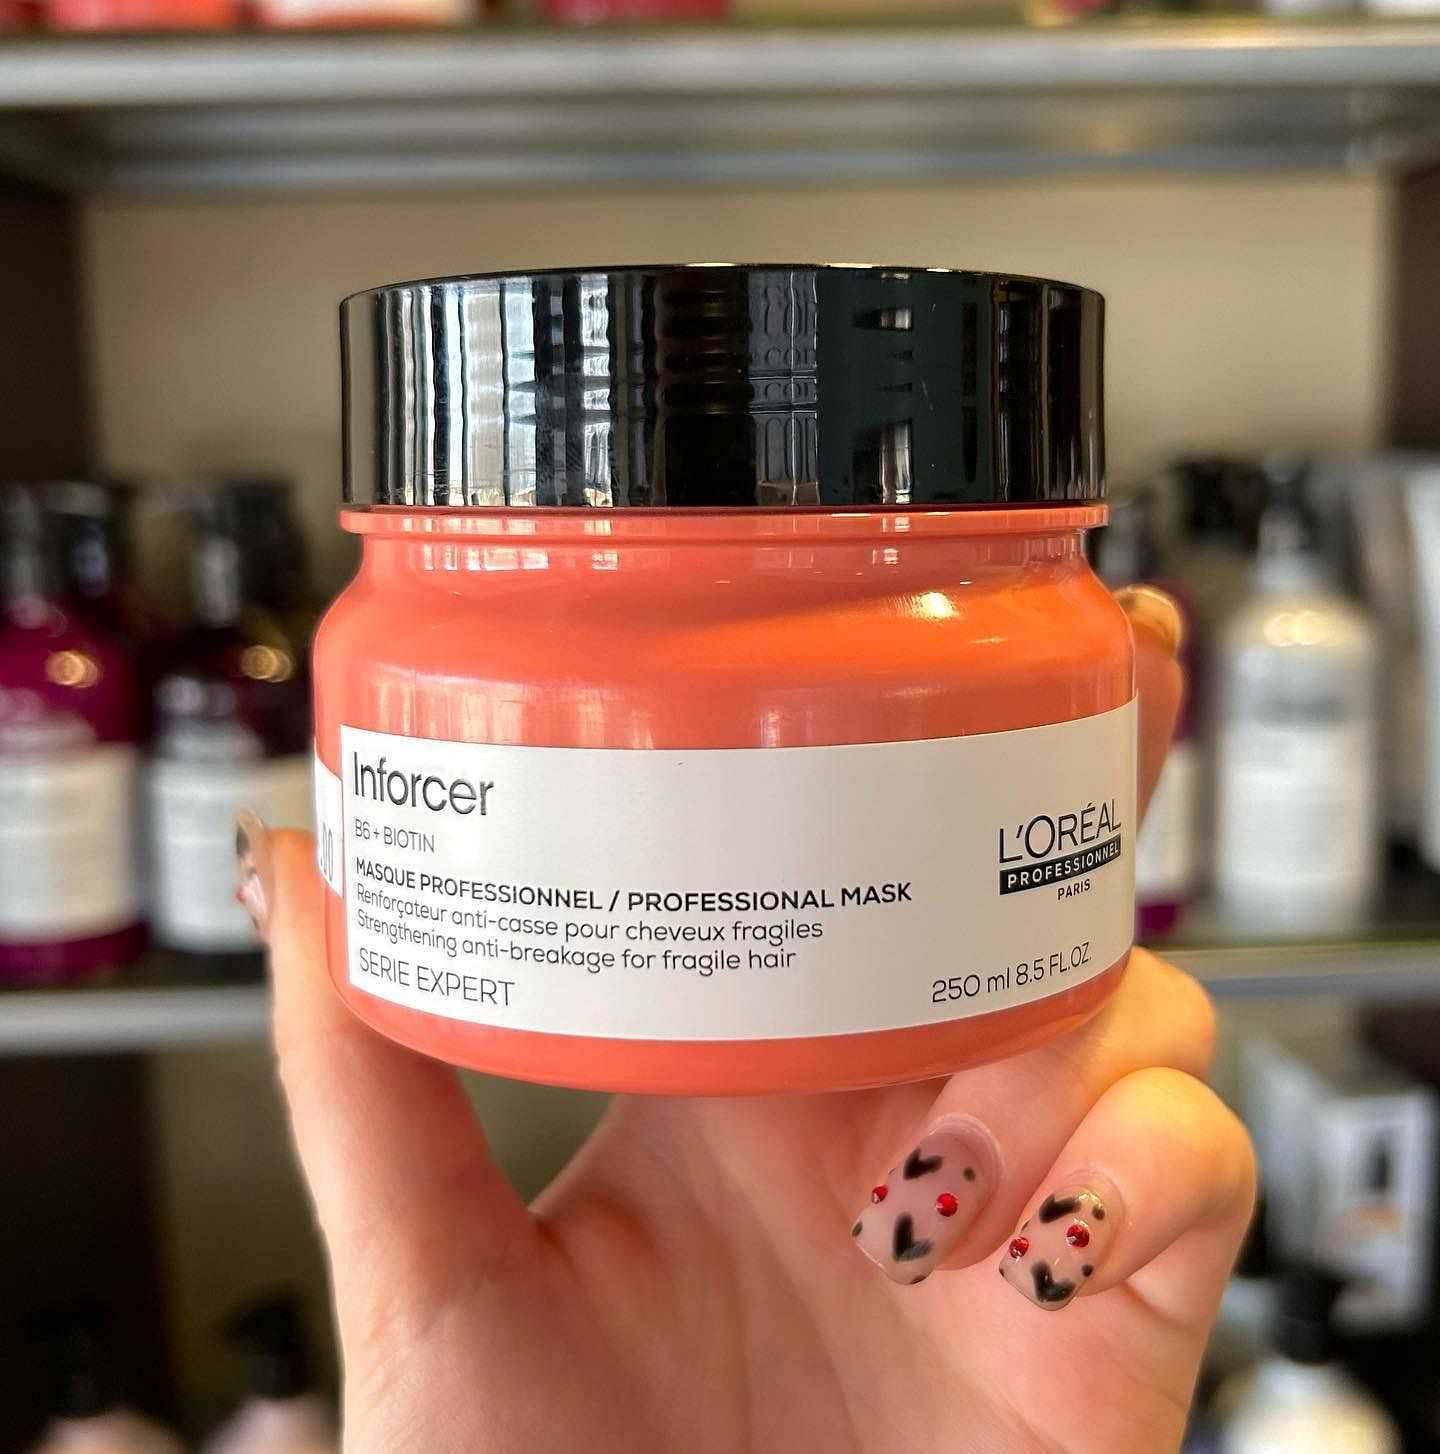 Inforcer
B6 + BIOTIN
MASQUE PROFESSIONNEL / PROFESSIONAL MASK
Renforçateur anti-casse pour cheveux fragiles
Strengthening anti-breakage for fragile hair
SERIE EXPERT
L'ORÉAL
PROFESSIONNEL
PARIS
250 ml 8.5 FL.OZ.
.00